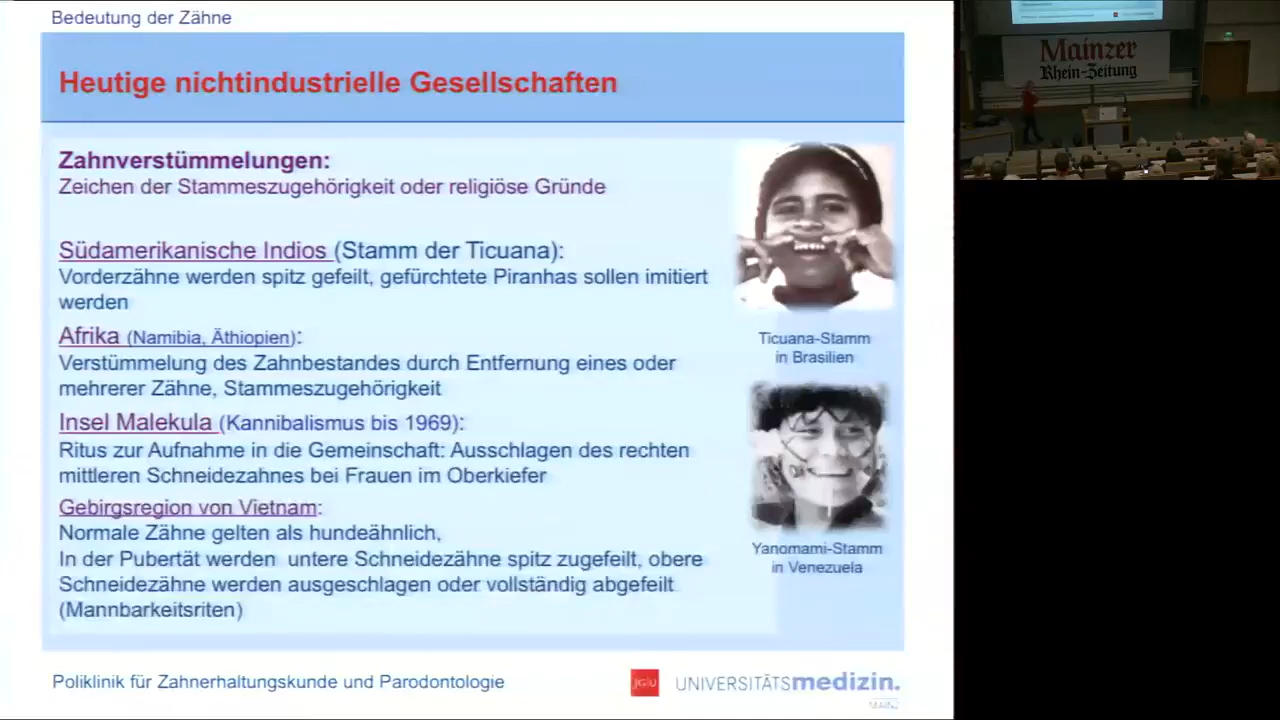 Bedeutung der Zähne
Heutige nichtindustrielle Gesellschaften
Zahnverstümmelungen:
Zeichen der Stammeszugehörigkeit oder religiöse Gründe
Südamerikanische Indios (Stamm der Ticuana):
Vorderzähne werden spitz gefeilt, gefürchtete Piranhas sollen imitiert
werden
Afrika (Namibia, Äthiopien):
Verstümmelung des Zahnbestandes durch Entfernung eines oder
mehrerer Zähne, Stammeszugehörigkeit
Insel Malekula (Kannibalismus bis 1969):
Ritus zur Aufnahme in die Gemeinschaft: Ausschlagen des rechten
mittleren Schneidezahnes bei Frauen im Oberkiefer
Gebirgsregion von Vietnam:
Normale Zähne gelten als hundeähnlich,
In der Pubertät werden untere Schneidezähne spitz zugefeilt, obere
Schneidezähne werden ausgeschlagen oder vollständig abgefeilt
(Mannbarkeitsriten)
Ticuana-Stamm
in Brasilien
Yanomami-Stamm
in Venezuela
Poliklinik für Zahnerhaltungskunde und Parodontologie
JG|U
UNIVERSITÄTSmedizin.
MAINZ
Mainzer
Rhein-Zeitung